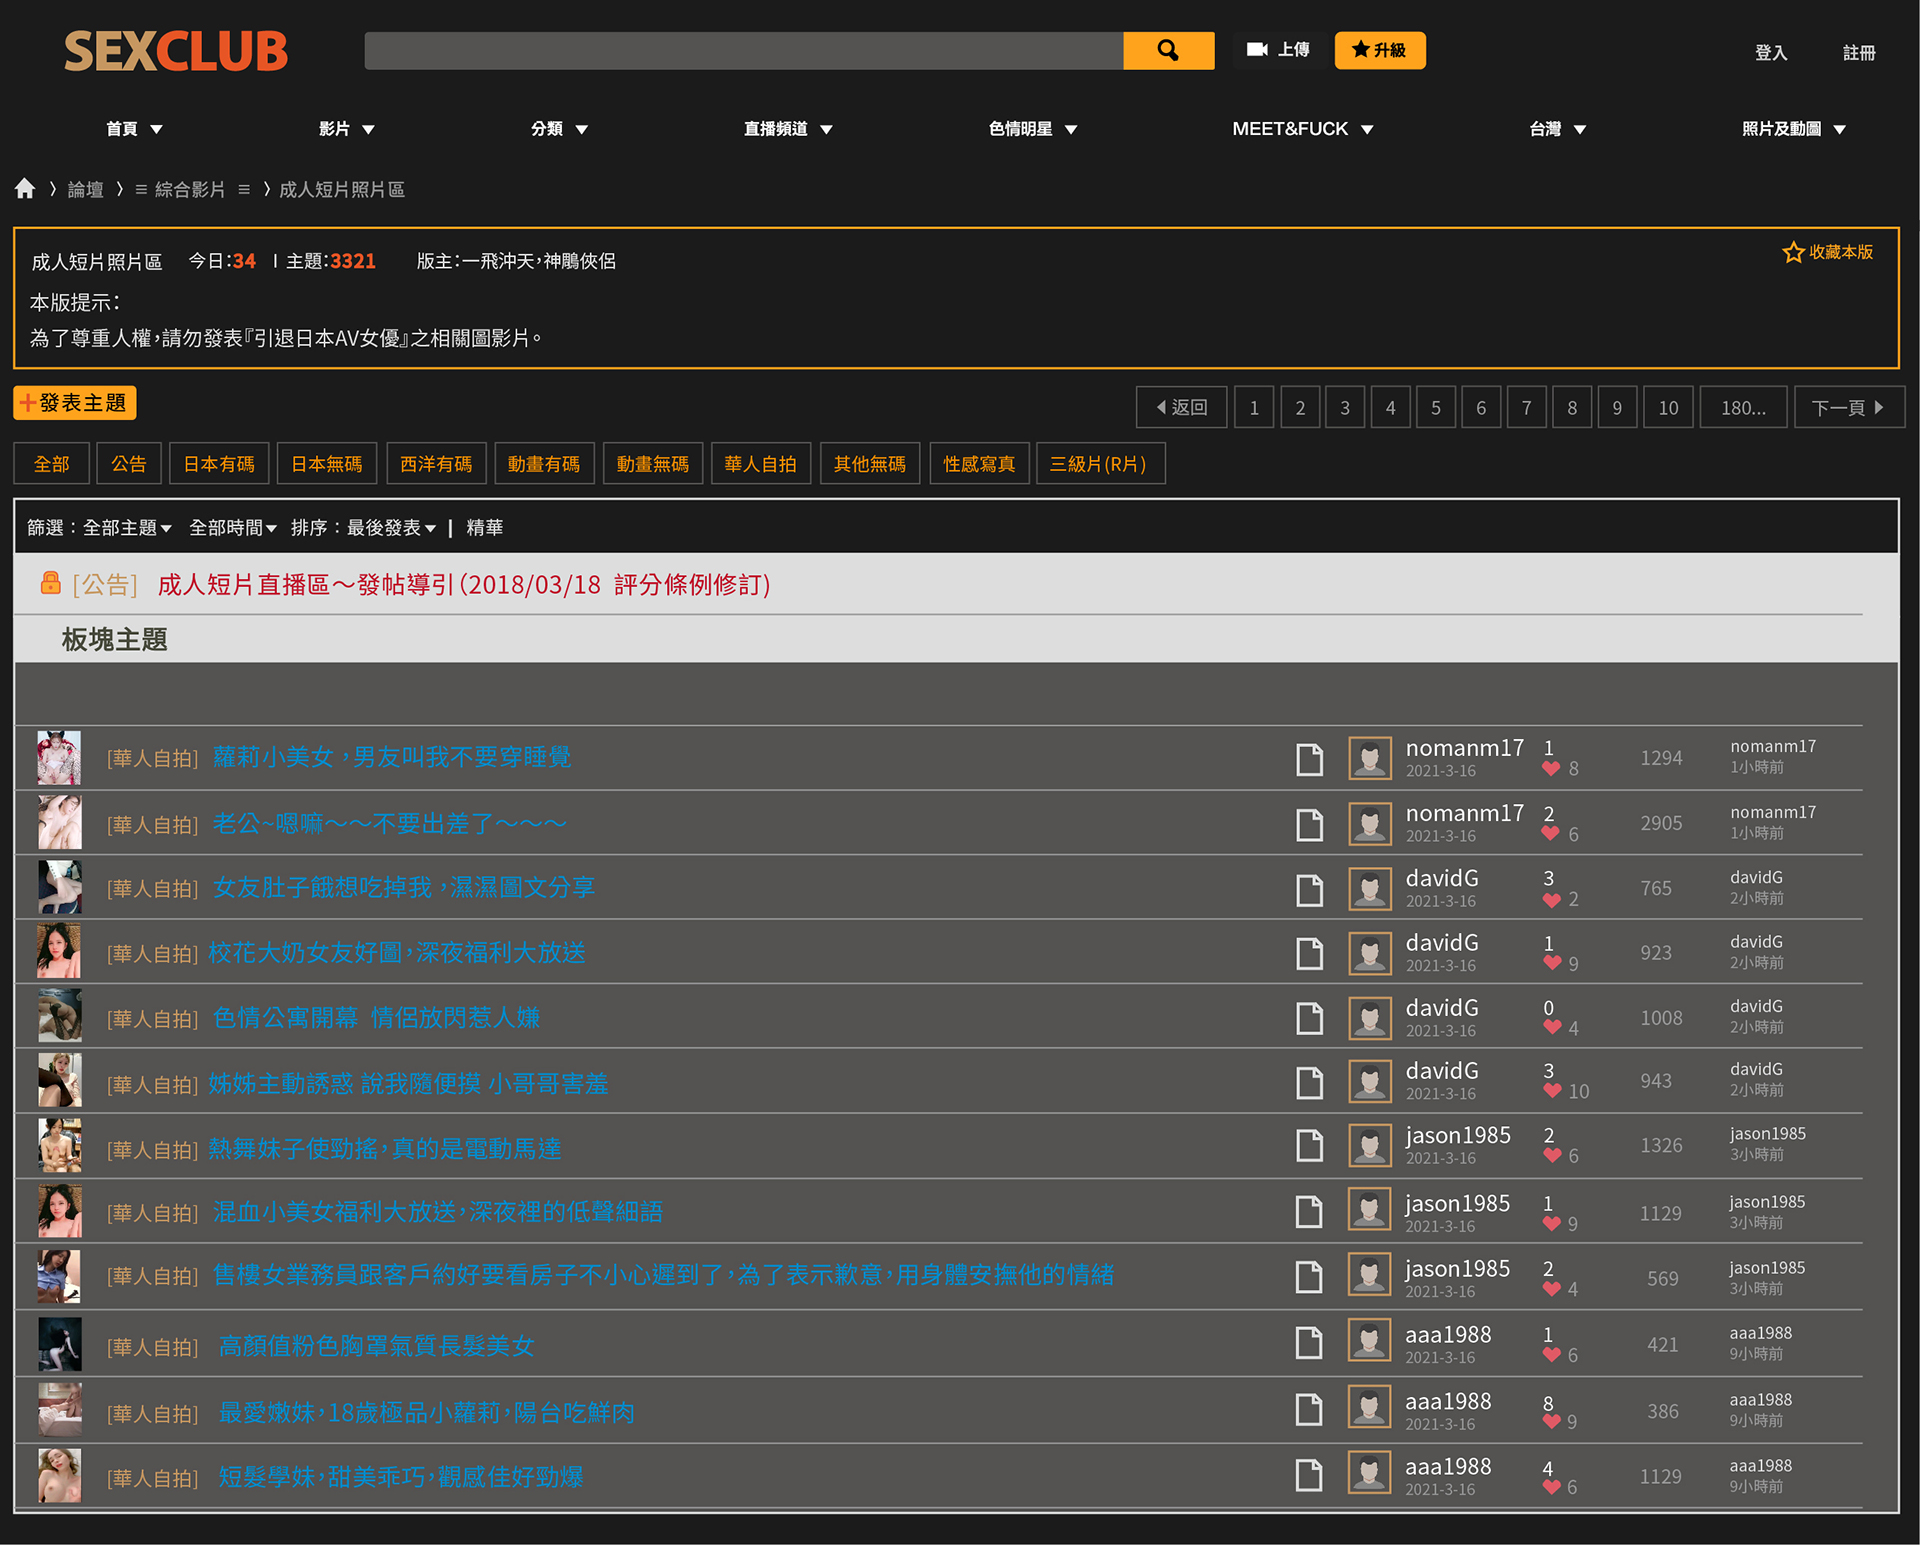 SEXCLUB
上傳
升級
登入
註冊
首頁 影片 分類 直播頻道 色情明星 MEET&FUCK 台灣 照片及動圖
論壇 〉 ≡ 綜合影片 ≡ 〉成人短片照片區
成人短片照片區 今日:34 | 主題:3321 版主:一飛沖天,神鵰俠侶
收藏本版
本版提示:
為了尊重人權,請勿發表『引退日本AV女優』之相關圖影片。
+發表主題
返回 1 2 3 4 5 6 7 8 9 10 180... 下一頁
全部 公告 日本有碼 日本無碼 西洋有碼 動畫有碼 動畫無碼 華人自拍 其他無碼 性感寫真 三級片(R片)
篩選:全部主題 全部時間 排序:最後發表 | 精華
[公告] 成人短片直播區～發帖導引(2018/03/18 評分條例修訂)
板塊主題
[華人自拍] 蘿莉小美女,男友叫我不要穿睡覺
nomanm17
2021-3-16
1
8
1294
nomanm17
1小時前
[華人自拍] 老公~嗯嘛～～不要出差了～～～
nomanm17
2021-3-16
2
6
2905
nomanm17
1小時前
[華人自拍] 女友肚子餓想吃掉我,濕濕圖文分享
davidG
2021-3-16
3
2
765
davidG
2小時前
[華人自拍] 校花大奶女友好圖,深夜福利大放送
davidG
2021-3-16
1
9
923
davidG
2小時前
[華人自拍] 色情公寓開幕 情侶放閃惹人嫌
davidG
2021-3-16
0
4
1008
davidG
2小時前
[華人自拍] 姊姊主動誘惑 說我隨便摸 小哥哥害羞
davidG
2021-3-16
3
10
943
davidG
2小時前
[華人自拍] 熱舞妹子使勁搖,真的是電動馬達
jason1985
2021-3-16
2
6
1326
jason1985
3小時前
[華人自拍] 混血小美女福利大放送,深夜裡的低聲細語
jason1985
2021-3-16
1
9
1129
jason1985
3小時前
[華人自拍] 售樓女業務員跟客戶約好要看房子不小心遲到了,為了表示歉意,用身體安撫他的情緒
jason1985
2021-3-16
2
4
569
jason1985
3小時前
[華人自拍] 高顏值粉色胸罩氣質長髮美女
aaa1988
2021-3-16
1
6
421
aaa1988
9小時前
[華人自拍] 最愛嫩妹,18歲極品小蘿莉,陽台吃鮮肉
aaa1988
2021-3-16
8
9
386
aaa1988
9小時前
[華人自拍] 短髮學妹,甜美乖巧,觀感佳好勁爆
aaa1988
2021-3-16
4
6
1129
aaa1988
9小時前